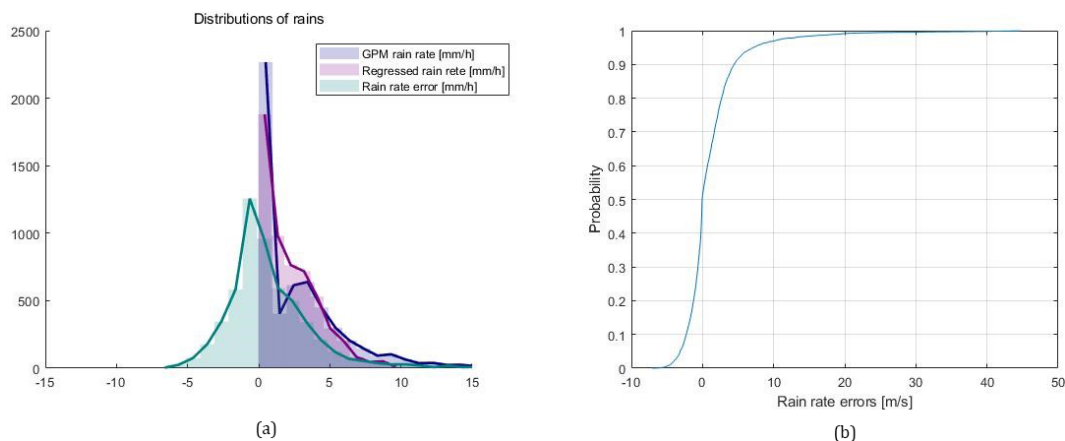 Distributions of rains
GPM rain rate [mm/h]
Regressed rain rete [mm/h]
Rain rate error [mm/h]
2500
2000
1500
1000
500
0
-15 -10 -5 0 5 10 15
(a)
Probability
1
0.9
0.8
0.7
0.6
0.5
0.4
0.3
0.2
0.1
0
-10 0 10 20 30 40 50
Rain rate errors [m/s]
(b)